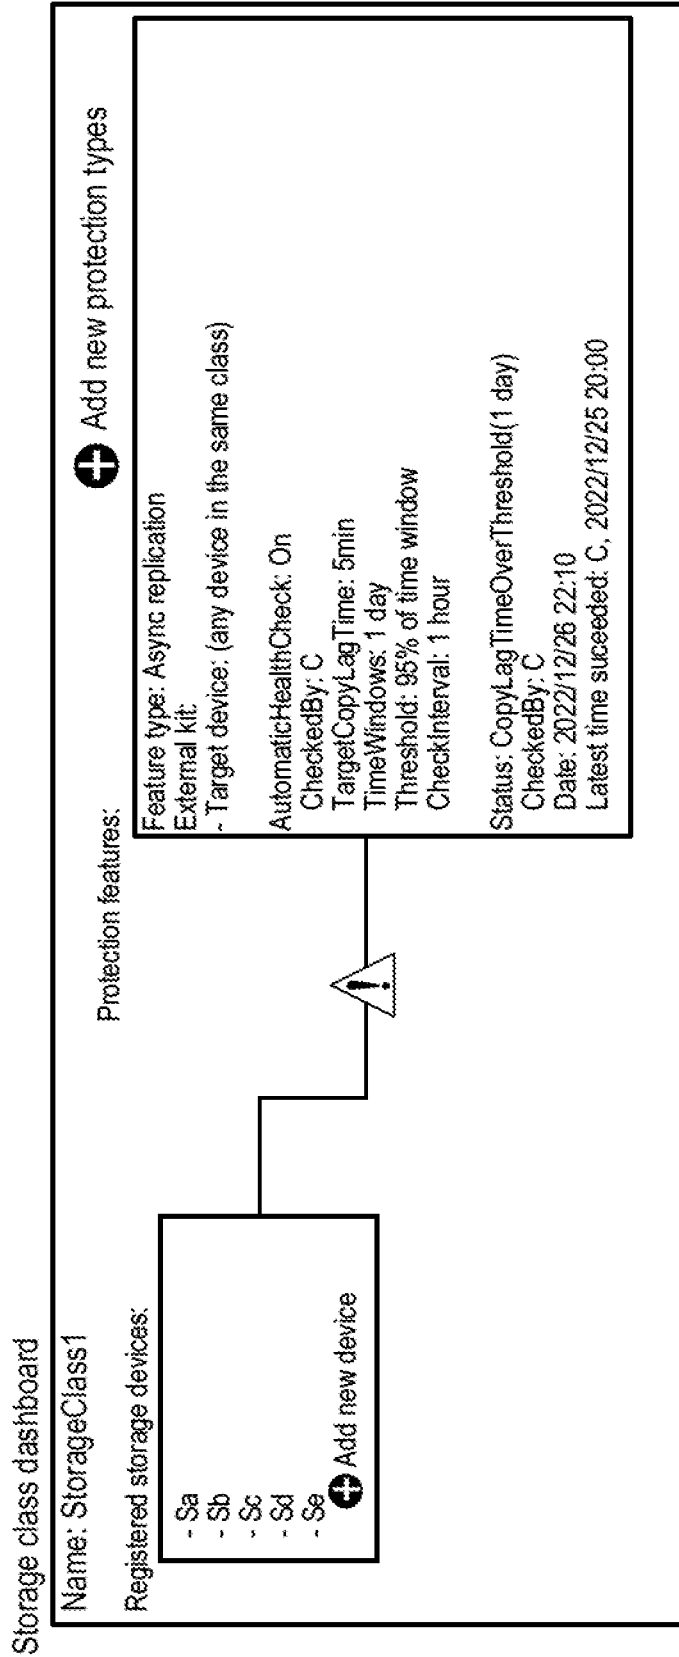 Storage class dashboard
Name: StorageClass1
Registered storage devices:
- Sa
- Sb
- Sc
- Sd
- Se
Add new device
Protection features:
Add new protection types
Feature type: Async replication
External kit:
- Target device: (any device in the same class)
AutomaticHealthCheck: On
CheckedBy: C
TargetCopyLagTime: 5min
TimeWindows: 1 day
Threshold: 95% of time window
CheckInterval: 1 hour
Status: CopyLagTimeOverThreshold(1 day)
CheckedBy: C
Date: 2022/12/26 22:10
Latest time suceeded: C, 2022/12/25 20:00